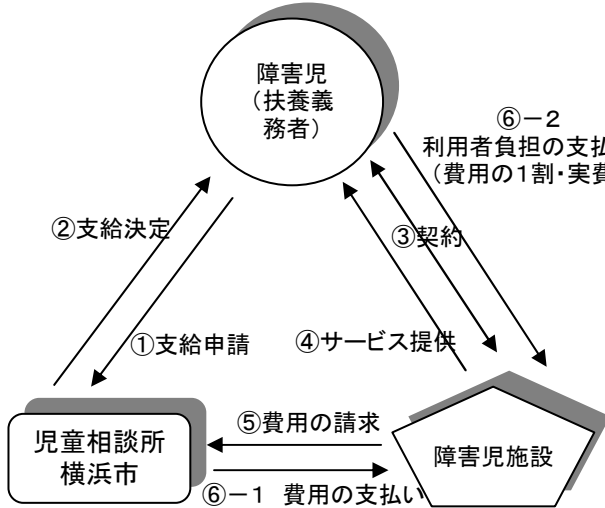 障害児
(扶養義
務者)
⑥-2
利用者負担の支払
(費用の1割・実費
②支給決定
③契約
①支給申請
④サービス提供
⑤費用の請求
児童相談所
横浜市
障害児施設
⑥-1 費用の支払い